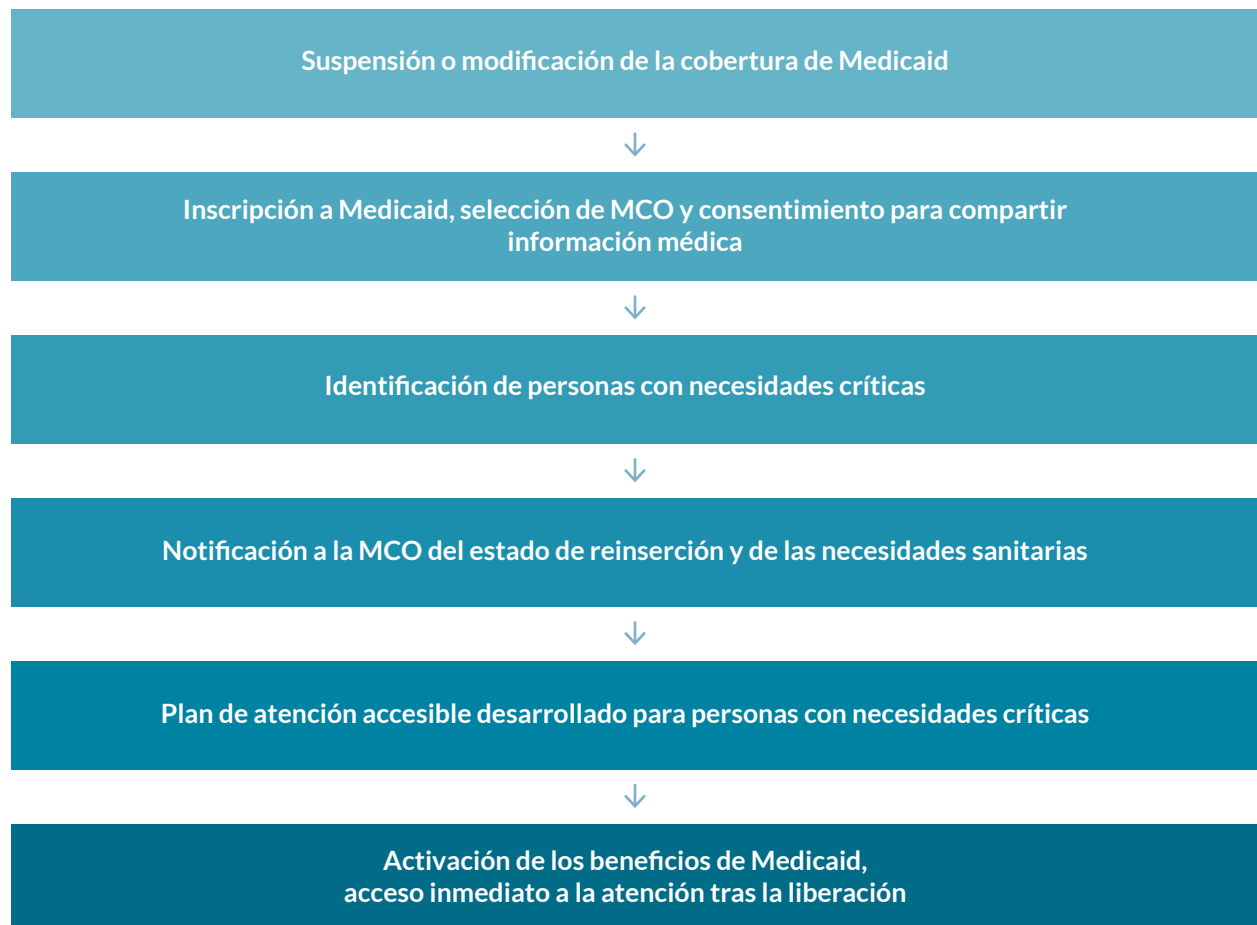 Suspensión o modificación de la cobertura de Medicaid
Inscripción a Medicaid, selección de MCO y consentimiento para compartir
información médica
Identificación de personas con necesidades críticas
Notificación a la MCO del estado de reinserción y de las necesidades sanitarias
Plan de atención accesible desarrollado para personas con necesidades críticas
Activación de los beneficios de Medicaid,
acceso inmediato a la atención tras la liberación